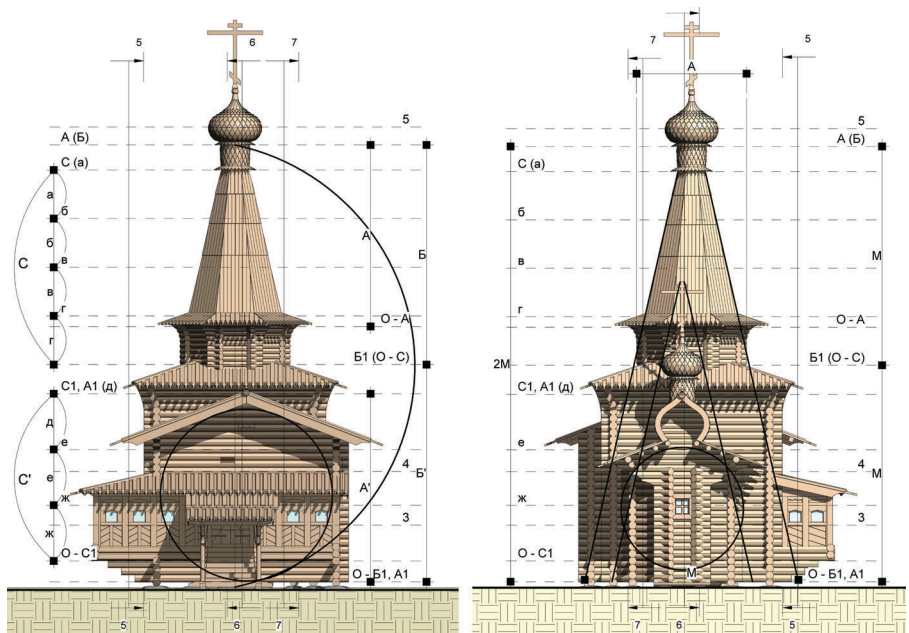 5 6 7
5
А (Б)
С (а)
а
б
б
С
А
Б
в
в
г
О - А
г
Б1 (О - С)
С1, А1 (д)
д
е
С'
4
е
Б'
ж
А'
3
ж
О - С1
О - Б1, А1
5 6 7
7 5
А
5
А (Б)
С (а)
б
М
в
г
О - А
2М
Б1 (О - С)
С1, А1 (д)
е
4
М
ж
3
О - С1
М
О - Б1, А1
7 6 5